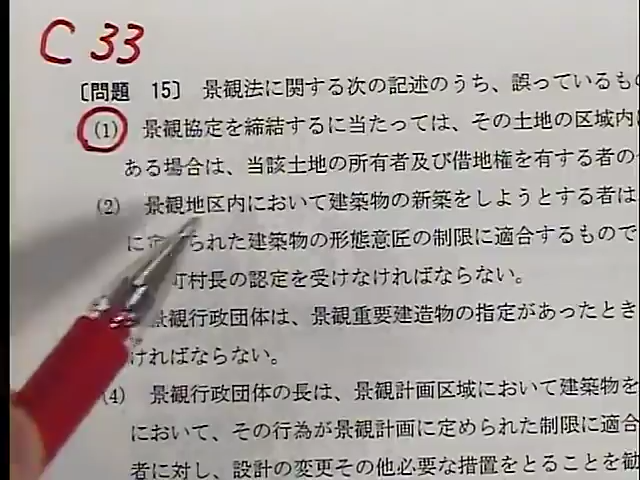 C 33
〔問題 15〕 景観法に関する次の記述のうち、誤っているもの
(1) 景観協定を締結するに当たっては、その土地の区域内に
ある場合は、当該土地の所有者及び借地権を有する者の
(2) 景観地区内において建築物の新築をしようとする者は
に定められた建築物の形態意匠の制限に適合するもので
町村長の認定を受けなければならない。
景観行政団体は、景観重要建造物の指定があったとき
ければならない。
(4) 景観行政団体の長は、景観計画区域において建築物を
において、その行為が景観計画に定められた制限に適合
者に対し、設計の変更その他必要な措置をとることを勧